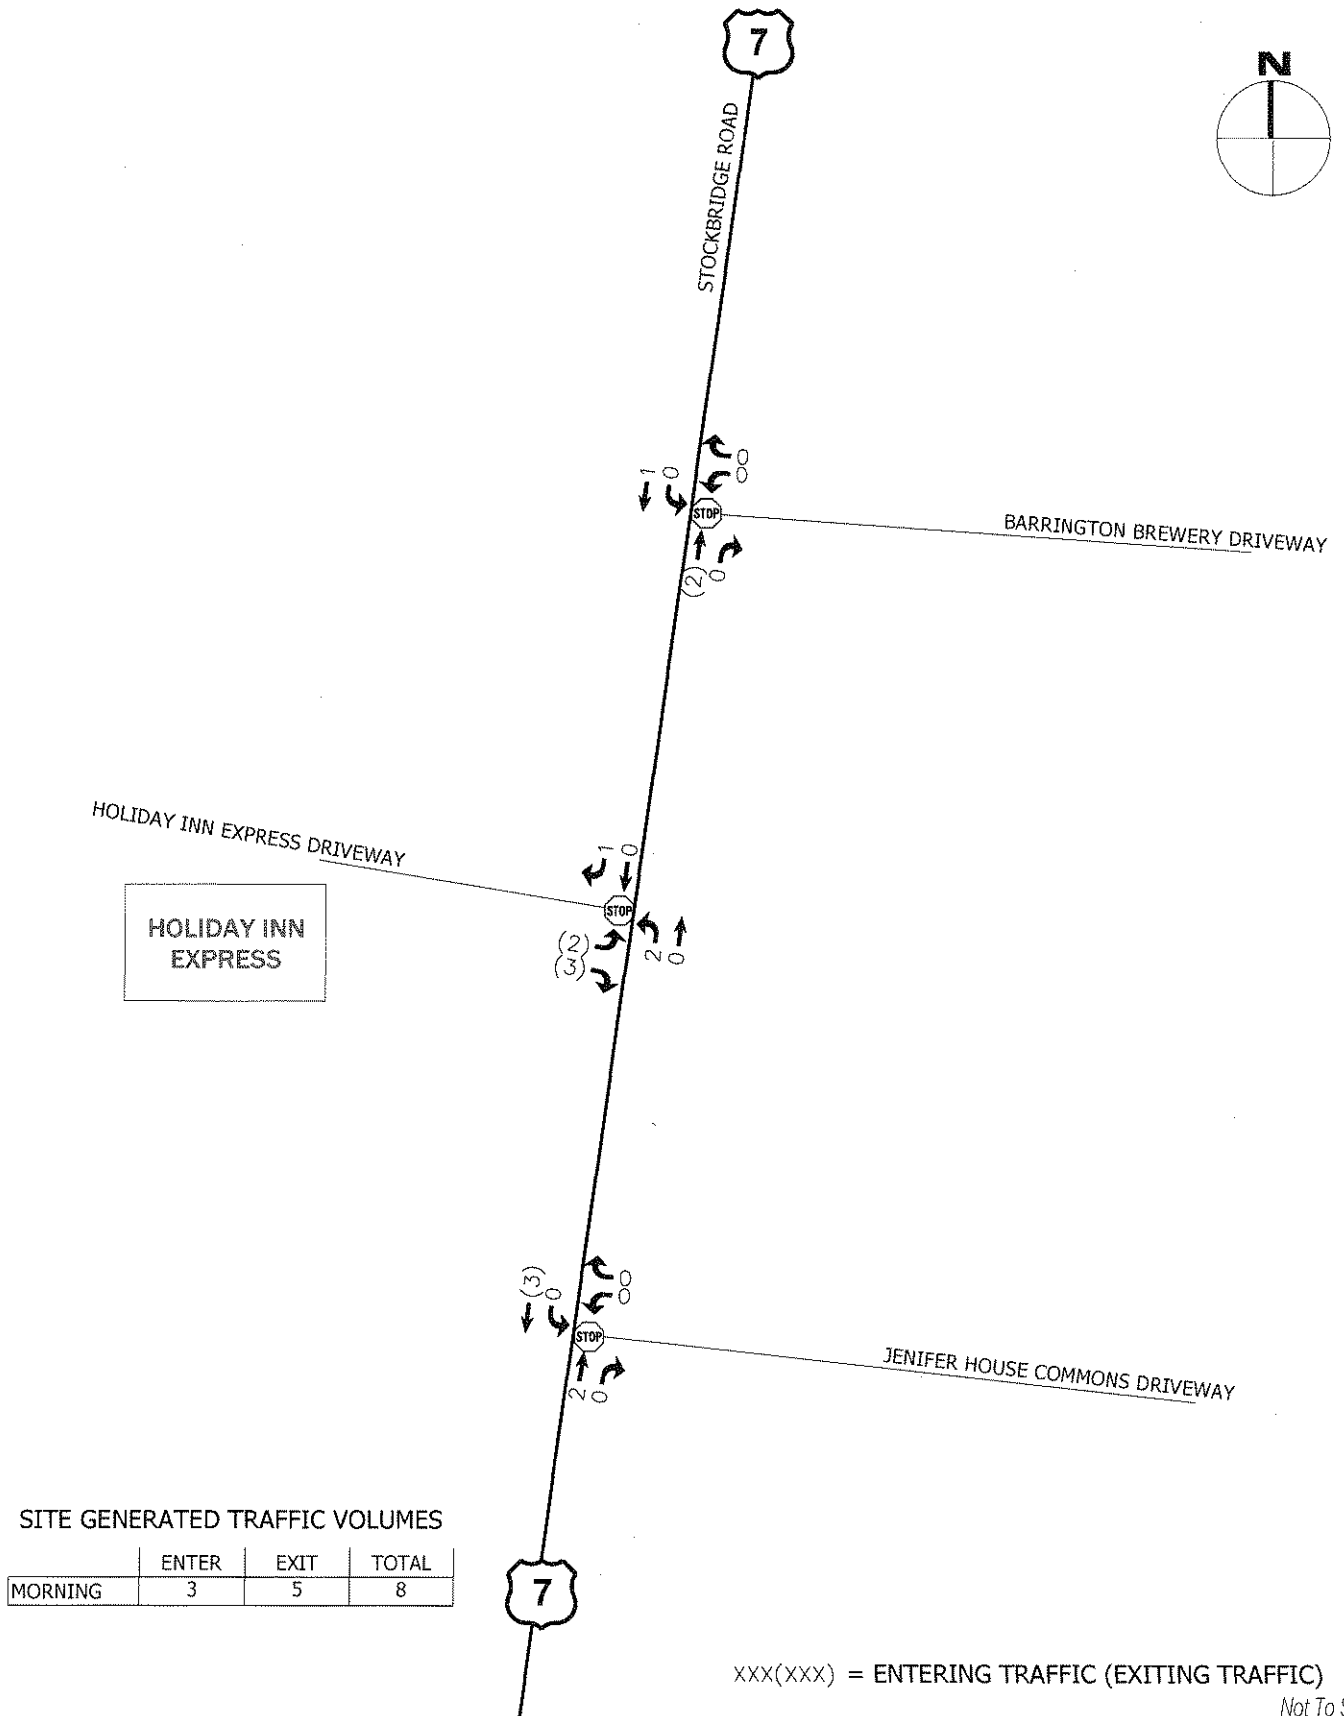 7
N
STOCKBRIDGE ROAD
0
0
1
0
STOP
BARRINGTON BREWERY DRIVEWAY
(2)
0
HOLIDAY INN EXPRESS DRIVEWAY
1
0
STOP
HOLIDAY INN
EXPRESS
(2)
(3)
2
0
(3)
0
0
0
STOP
JENIFER HOUSE COMMONS DRIVEWAY
2
0
SITE GENERATED TRAFFIC VOLUMES
ENTER EXIT TOTAL
MORNING 3 5 8
7
XXX(XXX) = ENTERING TRAFFIC (EXITING TRAFFIC)
Not To S